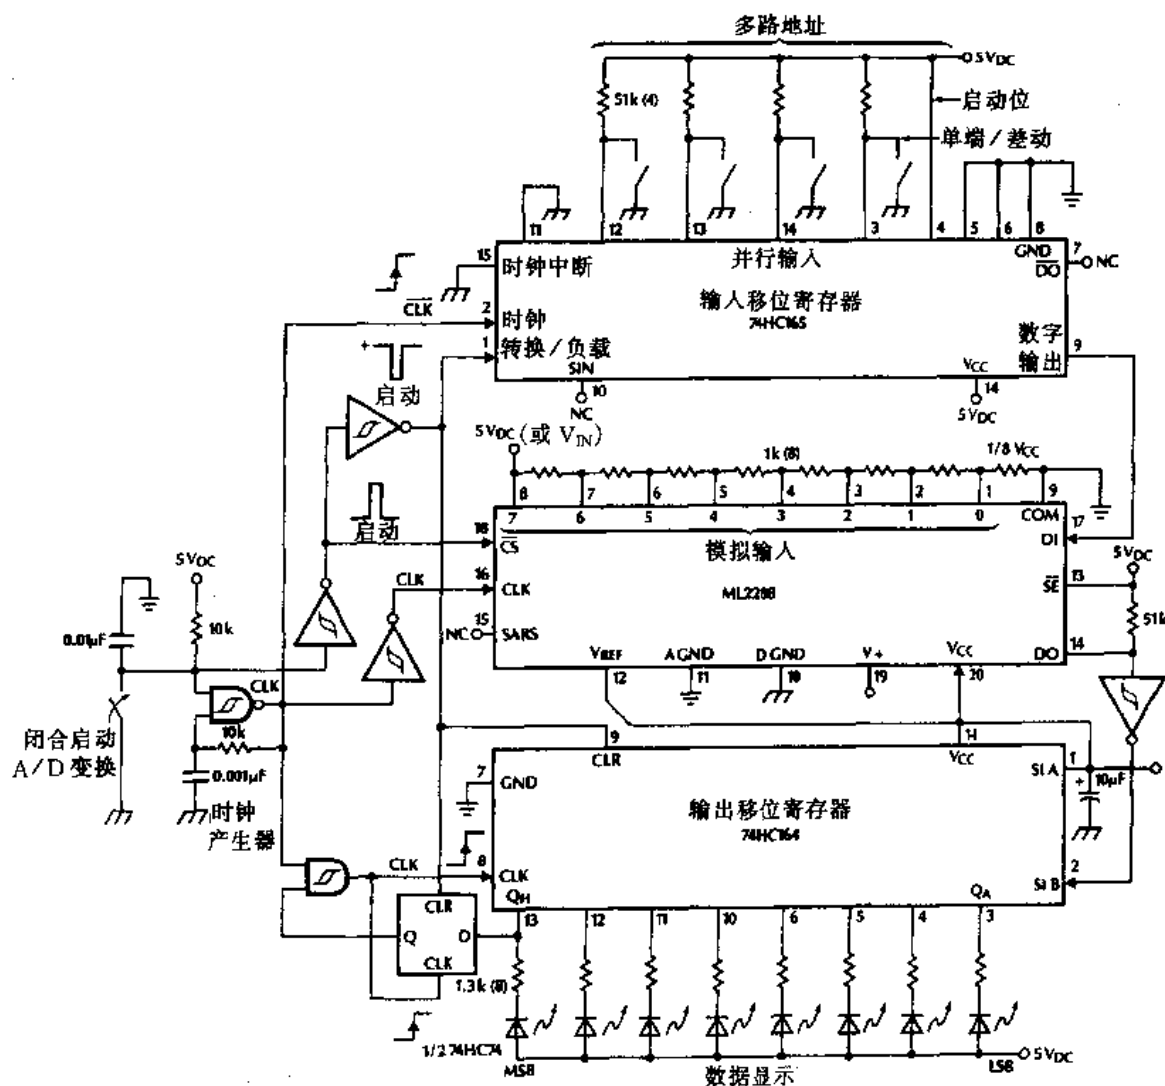 多路地址
5VDC
51k (4)
启动位
单端/差动
11
12
13
14
3
4
5
6
8
15
时钟中断
并行输入
GND
DO
7
NC
CLK
2
时钟
输入移位寄存器
74HC165
1
转换/负载
数字
输出
9
SIN
VCC
10
14
NC
5VDC
启动
5VDC(或 VIN)
1k (8)
1/8 VCC
8
7
6
5
4
3
2
1
9
7
6
5
4
3
2
1
0
COM
17
启动
18
CS
模拟输入
DI
5VDC
5VDC
CLK
16
CLK
ML2288
13
SE
10k
0.01μF
51k
NC
15
SARS
14
DO
VREF
A GND
D GND
V+
VCC
12
11
10
19
20
CLK
10k
闭合启动
A/D 变换
9
14
CLR
VCC
0.001μF
7
GND
SI A
1
10μF
时钟
产生器
输出移位寄存器
74HC164
CLK
8
CLK
2
SI B
QH
QA
CLR
13
12
11
10
6
5
4
3
Q
D
CLK
1.3k (8)
1/2 74HC74
MSB
LSB
5VDC
数据显示